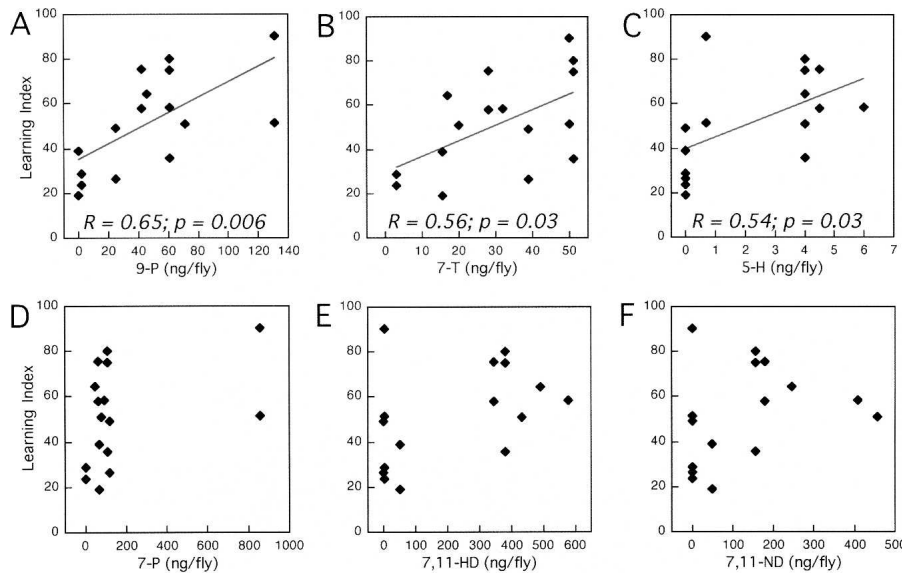 A
B
C
Learning Index
100
80
60
40
20
0
R = 0.65; p = 0.006
0 20 40 60 80 100 120 140
9-P (ng/fly)
100
80
60
40
20
0
R = 0.56; p = 0.03
0 10 20 30 40 50
7-T (ng/fly)
100
80
60
40
20
0
R = 0.54; p = 0.03
0 1 2 3 4 5 6 7
5-H (ng/fly)
D
E
F
Learning Index
100
80
60
40
20
0
0 200 400 600 800 1000
7-P (ng/fly)
100
80
60
40
20
0
0 100 200 300 400 500 600
7,11-HD (ng/fly)
100
80
60
40
20
0
0 100 200 300 400 500
7,11-ND (ng/fly)